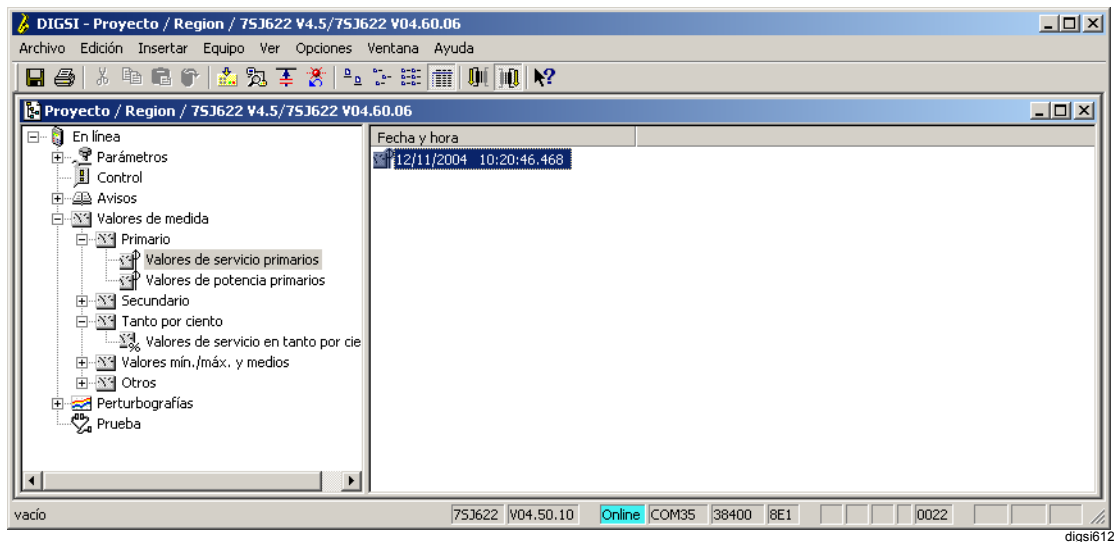 DIGSI - Proyecto / Region / 7SJ622 V4.5/7SJ622 V04.60.06
Archivo Edición Insertar Equipo Ver Opciones Ventana Ayuda
Proyecto / Region / 7SJ622 V4.5/7SJ622 V04.60.06
En línea
Parámetros
Control
Avisos
Valores de medida
Primario
Valores de servicio primarios
Valores de potencia primarios
Secundario
Tanto por ciento
Valores de servicio en tanto por cie
Valores mín./máx. y medios
Otros
Perturbografías
Prueba
Fecha y hora
12/11/2004 10:20:46.468
vacío 7SJ622 V04.50.10 Online COM35 38400 8E1 0022
digsi612